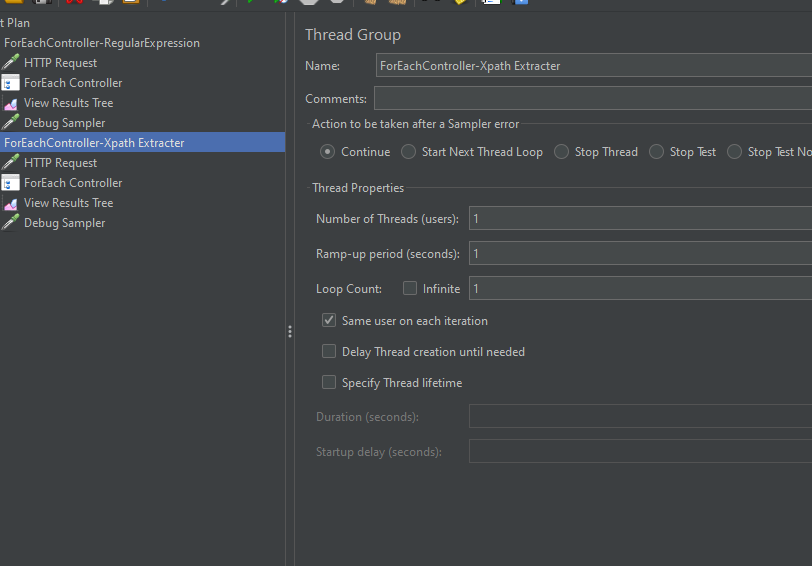 t Plan
ForEachController-RegularExpression
HTTP Request
ForEach Controller
View Results Tree
Debug Sampler
ForEachController-Xpath Extracter
HTTP Request
ForEach Controller
View Results Tree
Debug Sampler
Thread Group
Name: ForEachController-Xpath Extracter
Comments:
Action to be taken after a Sampler error
Continue Start Next Thread Loop Stop Thread Stop Test Stop Test No
Thread Properties
Number of Threads (users): 1
Ramp-up period (seconds): 1
Loop Count: Infinite 1
Same user on each iteration
Delay Thread creation until needed
Specify Thread lifetime
Duration (seconds):
Startup delay (seconds):